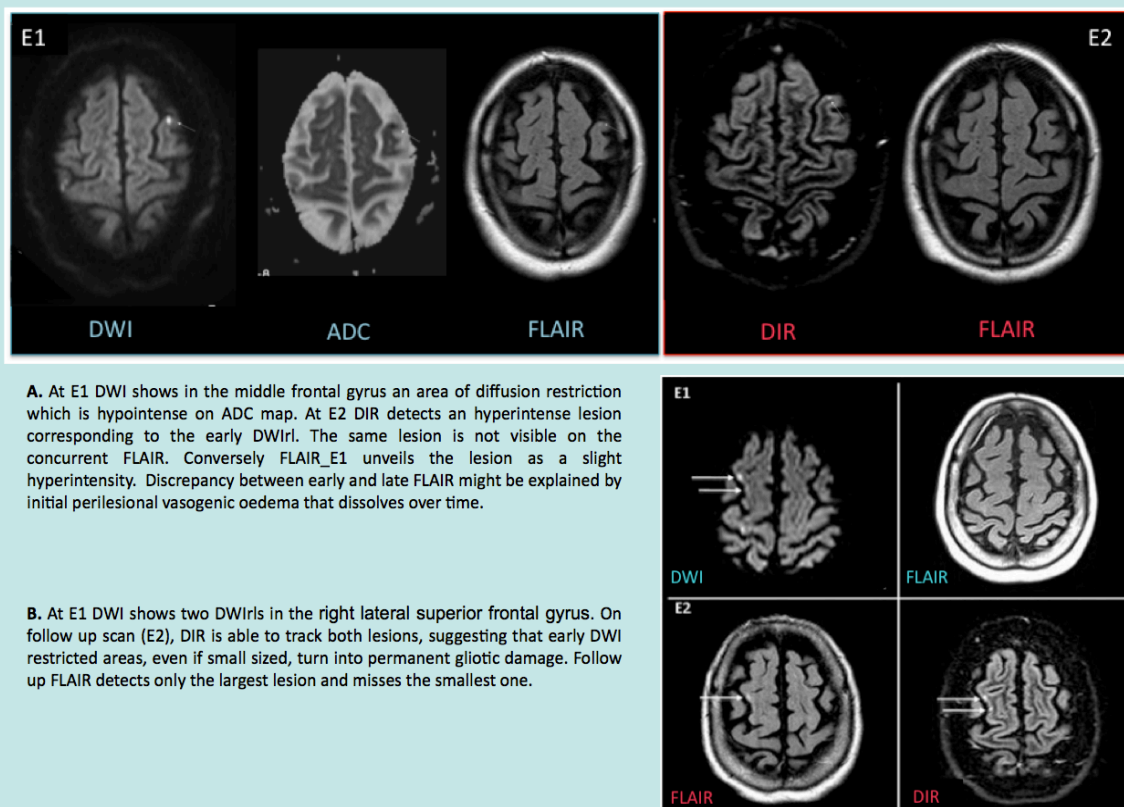 E1
E2
DWI
ADC
FLAIR
DIR
FLAIR
A. At E1 DWI shows in the middle frontal gyrus an area of diffusion restriction
which is hypointense on ADC map. At E2 DIR detects an hyperintense lesion
corresponding to the early DWIrl. The same lesion is not visible on the
concurrent FLAIR. Conversely FLAIR_E1 unveils the lesion as a slight
hyperintensity. Discrepancy between early and late FLAIR might be explained by
initial perilesional vasogenic oedema that dissolves over time.
B. At E1 DWI shows two DWIrls in the right lateral superior frontal gyrus. On
follow up scan (E2), DIR is able to track both lesions, suggesting that early DWI
restricted areas, even if small sized, turn into permanent gliotic damage. Follow
up FLAIR detects only the largest lesion and misses the smallest one.
E1
DWI
FLAIR
E2
FLAIR
DIR